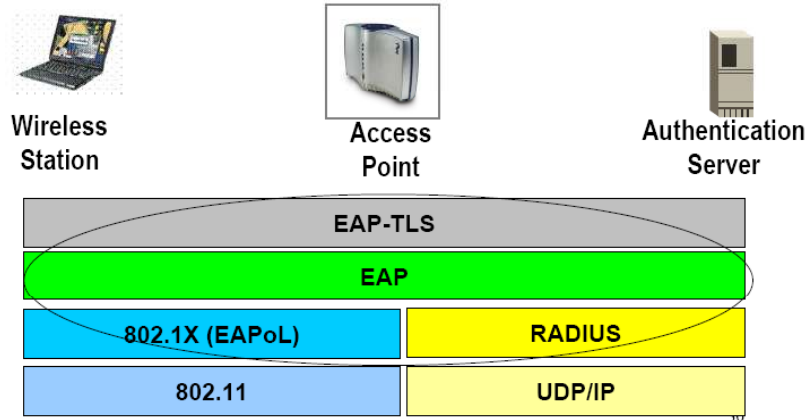 Wireless
Station
Access
Point
Authentication
Server
EAP-TLS
EAP
802.1X (EAPoL)
RADIUS
802.11
UDP/IP